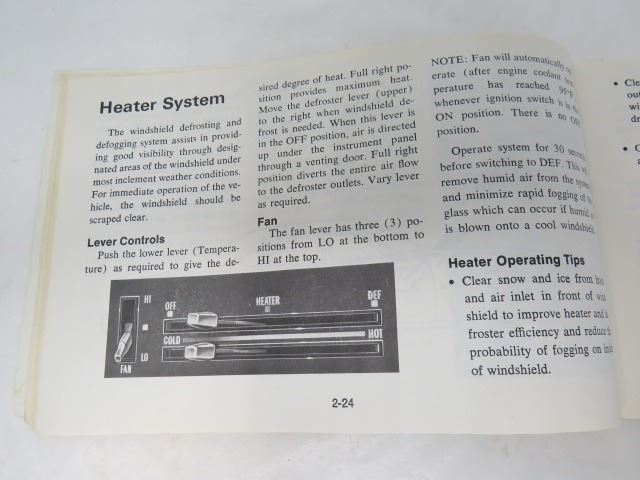 Heater System
The windshield defrosting and
defogging system assists in provid-
ing good visibility through desig-
nated areas of the windshield under
most inclement weather conditions.
For immediate operation of the ve-
hicle, the windshield should be
scraped clear.
Lever Controls
Push the lower lever (Tempera-
ture) as required to give the de-
sired degree of heat. Full right po-
sition provides maximum heat.
Move the defroster lever (upper)
to the right when windshield de-
frost is needed. When this lever is
in the OFF position, air is directed
up under the instrument panel
through a venting door. Full right
position diverts the entire air flow
to the defroster outlets. Vary lever
as required.
Fan
The fan lever has three (3) po-
sitions from LO at the bottom to
HI at the top.
HI
LO
FAN
OFF
HEATER
DEF
COLD
HOT
NOTE: Fan will automatically
erate (after engine coolant
perature has reached 95°F
whenever ignition switch is in
ON position. There is no
position.
Operate system for 30 seconds
before switching to DEF. This
remove humid air from the system
and minimize rapid fogging of
glass which can occur if humid
is blown onto a cool windshield.
Heater Operating Tips
• Clear snow and ice from
and air inlet in front of
shield to improve heater and
froster efficiency and reduce
probability of fogging on
of windshield.
2-24